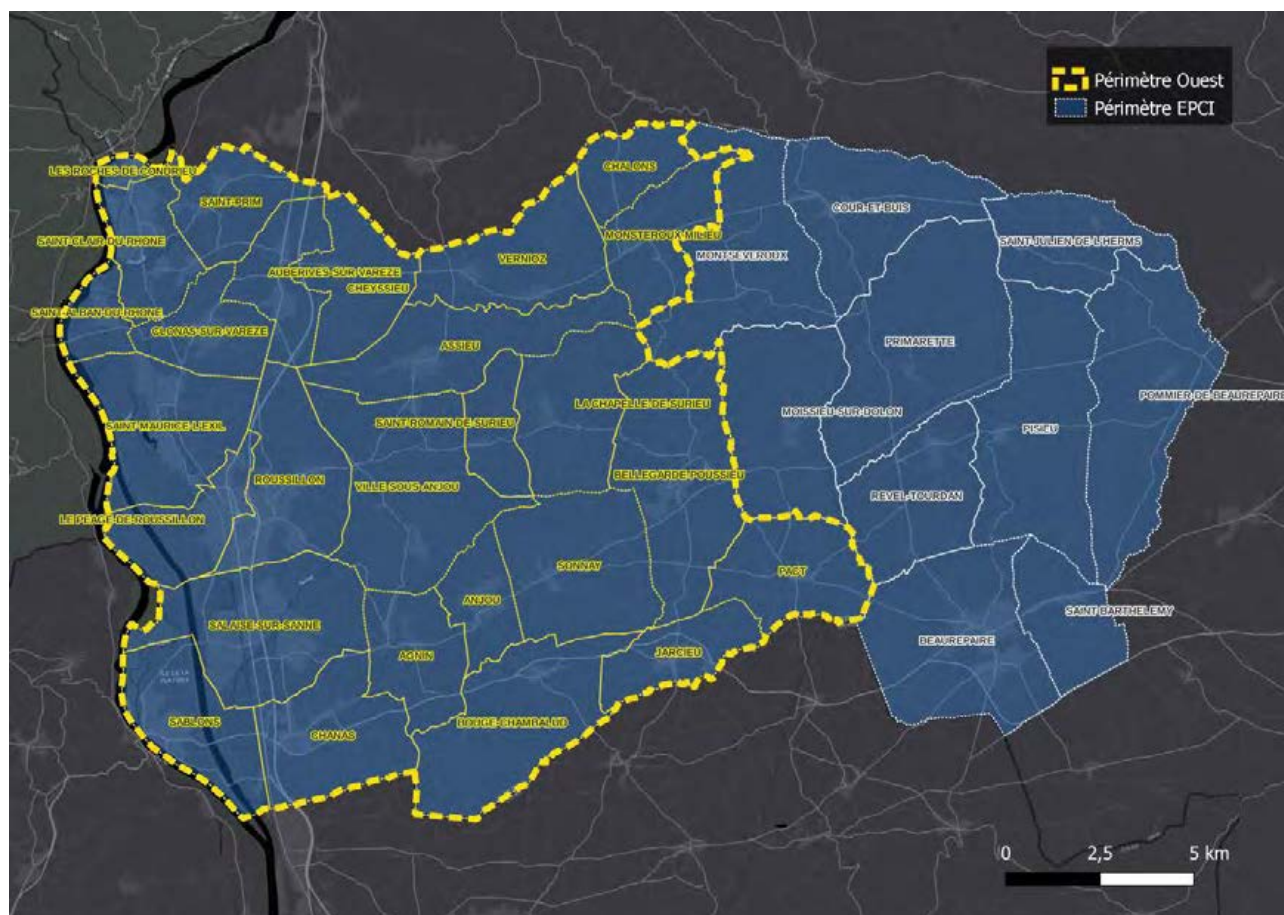 Périmètre Ouest
Périmètre EPCI
CHALONS
LES ROCHES DE CONDRIEU
SAINT-PRIM
COUR-ET-BUIS
MONSTEROUX-MILIEU
SAINT-CLAIR-DU-RHONE
SAINT-JULIEN-DE-L'HERMS
MONTSEVEROUX
VERNIOZ
AUBERIVES-SUR-VAREZE
CHEYSSIEU
SAINT-ALBAN-DU-RHONE
CLONAS-SUR-VAREZE
PRIMARETTE
ASSIEU
POMMIER-DE-BEAUREPAIRE
LA CHAPELLE-DE-SURIEU
MOISSIEU-SUR-DOLON
SAINT-ROMAIN-DE-SURIEU
SAINT-MAURICE-L'EXIL
PISIEU
BELLEGARDE-POUSSIEU
ROUSSILLON
VILLE-SOUS-ANJOU
REVEL-TOURDAN
LE PEAGE-DE-ROUSSILLON
SONNAY
PACT
ANJOU
SAINT BARTHELEMY
SALAISE-SUR-SANNE
BEAUREPAIRE
JARCIEU
AGNIN
SABLONS
BOUGE-CHAMBALUD
CHANAS
0 2,5 5 km